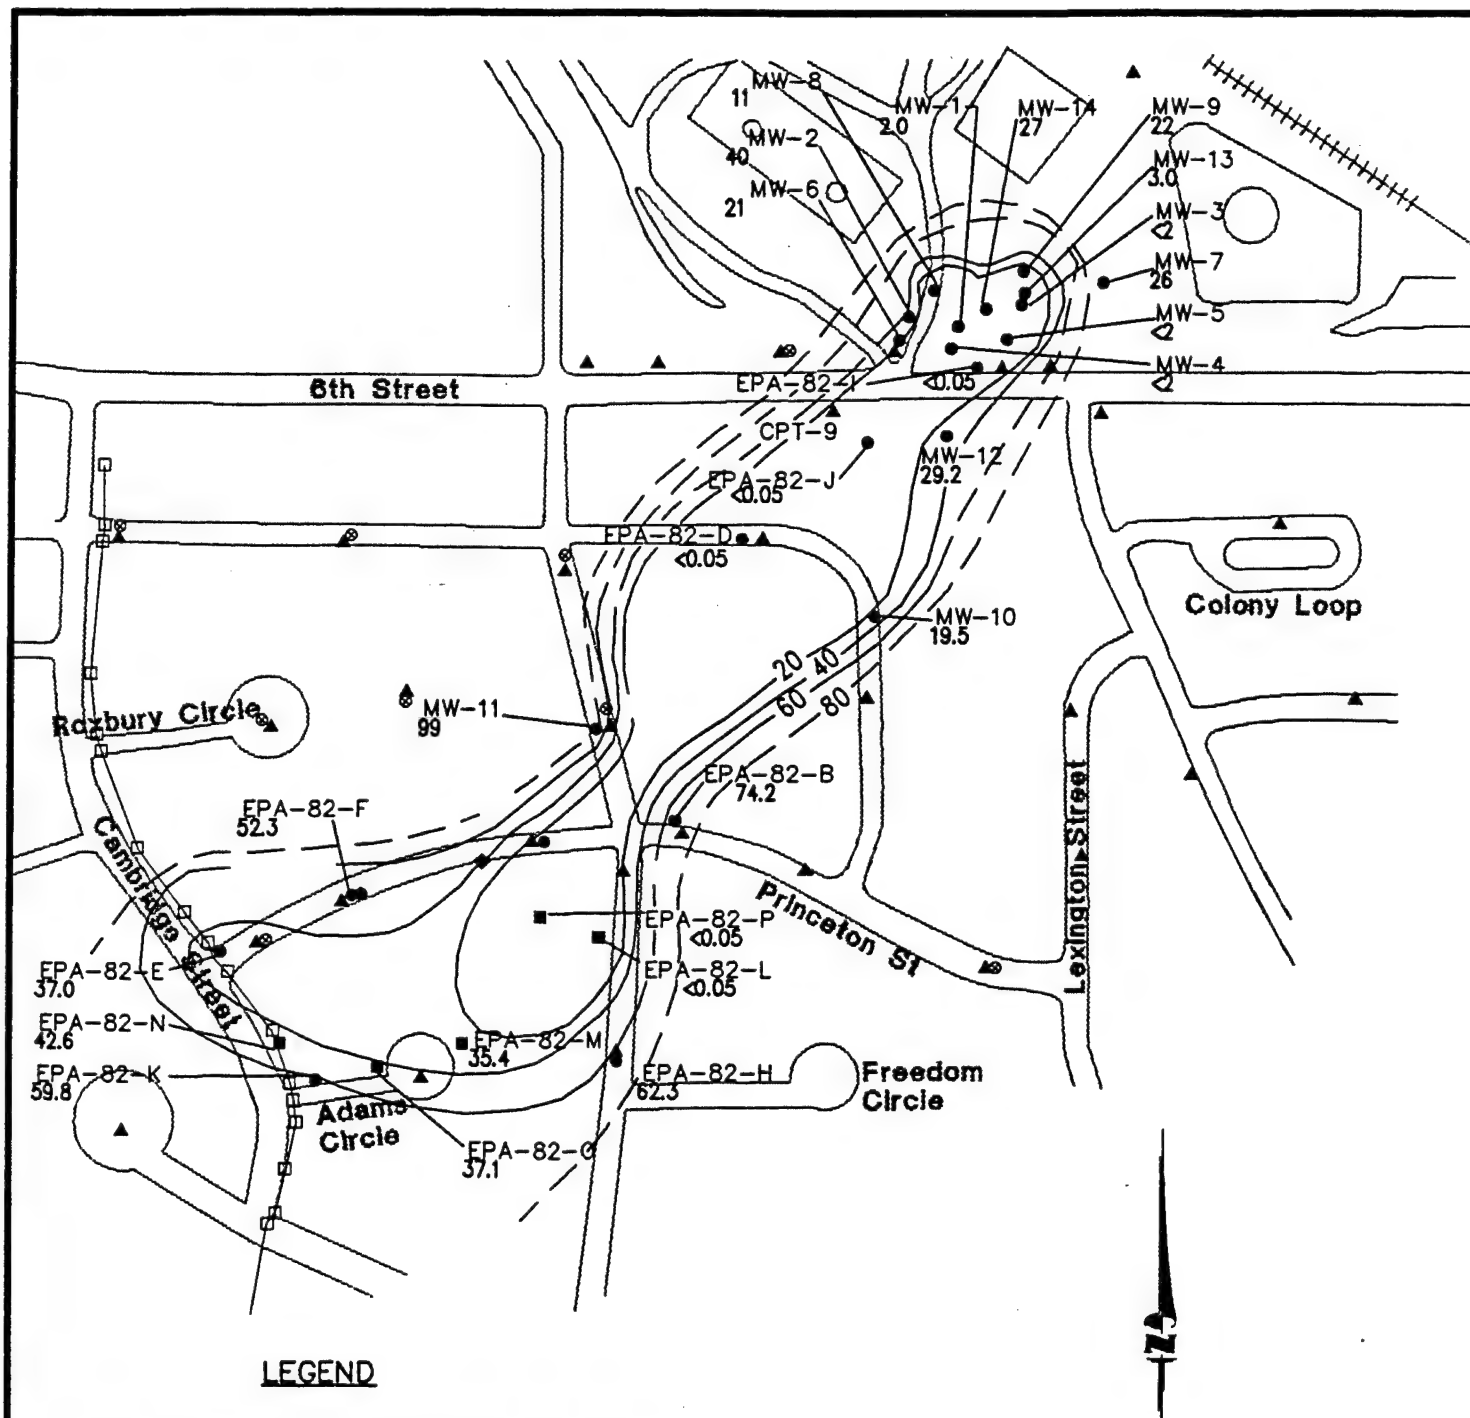 MW-8
11
MW-1
2.0
MW-14
27
MW-9
22
MW-2
40
MW-13
3.0
MW-6
21
MW-3
<2
MW-7
26
MW-5
<2
MW-4
<2
EPA-82-I
<0.05
6th Street
CPT-9
MW-12
29.2
EPA-82-J
<0.05
EPA-82-D
<0.05
Colony Loop
MW-10
19.5
20
40
60
80
Roxbury Circle
MW-11
99
EPA-82-B
74.2
EPA-82-F
52.3
Lexington Street
Cambridge Street
Princeton St
EPA-82-P
<0.05
EPA-82-L
<0.05
EPA-82-E
37.0
EPA-82-N
42.6
EPA-82-M
35.4
EPA-82-K
59.8
EPA-82-H
62.3
Freedom
Circle
Adams
Circle
EPA-82-O
37.1
N
LEGEND